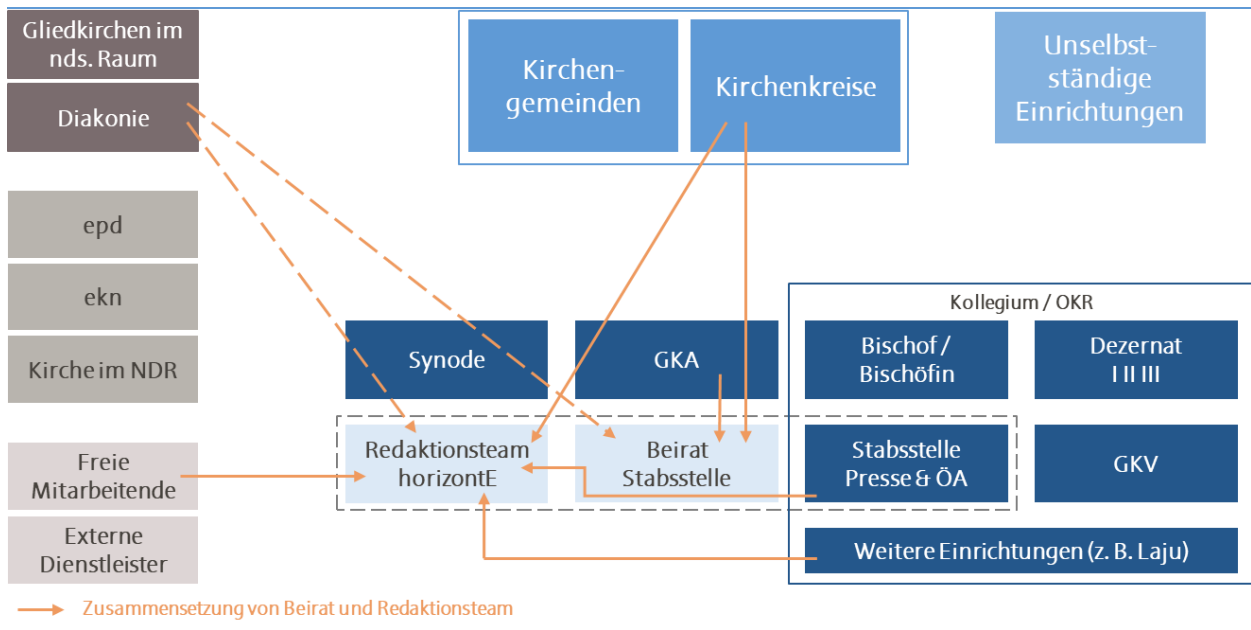 Gliedkirchen im
nds. Raum
Diakonie
epd
ekn
Kirche im NDR
Freie
Mitarbeitende
Externe
Dienstleister
Kirchen-
gemeinden
Kirchenkreise
Unselbst-
ständige
Einrichtungen
Synode
GKA
Redaktionsteam
horizontE
Beirat
Stabsstelle
Kollegium / OKR
Bischof /
Bischöfin
Dezernat
I II III
Stabsstelle
Presse & ÖA
GKV
Weitere Einrichtungen (z. B. Laju)
Zusammensetzung von Beirat und Redaktionsteam